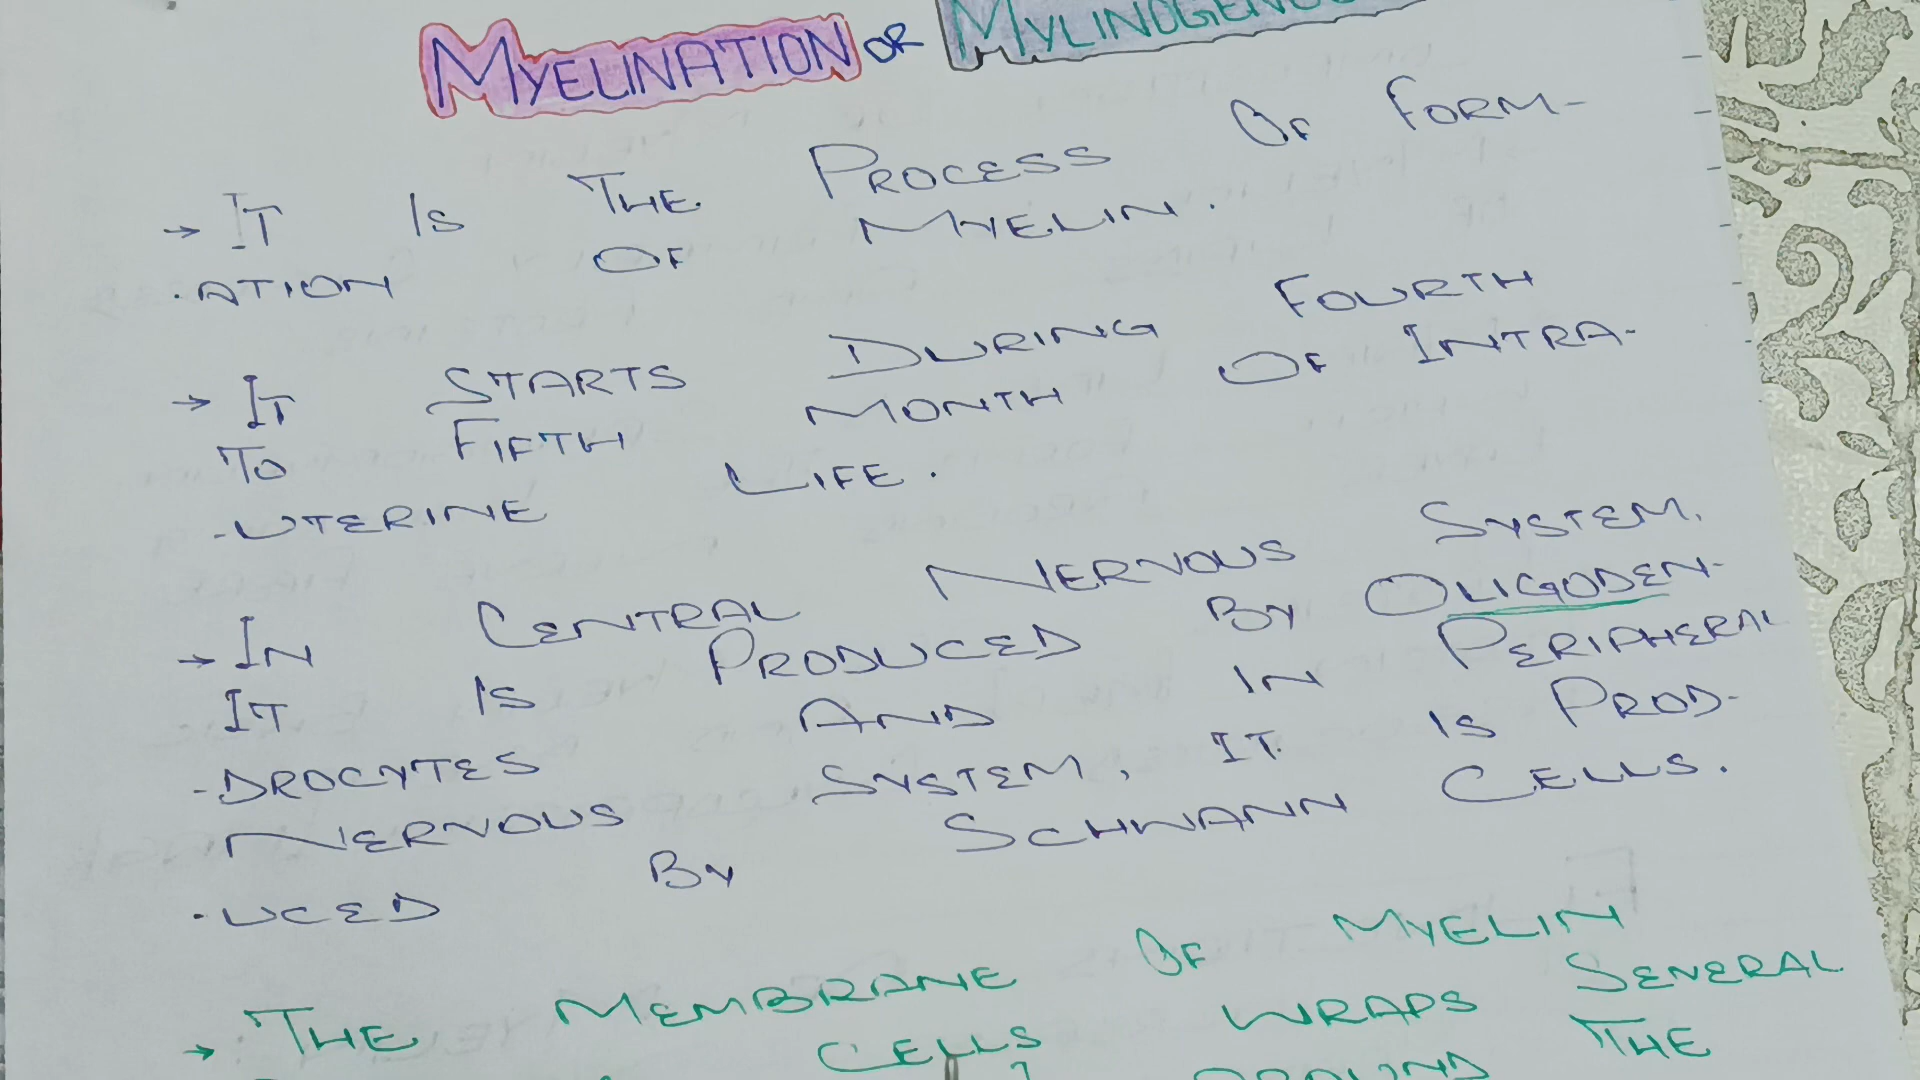 MYELINATION OR MYLINOGEN
→ IT IS THE PROCESS OF FORM-
-ATION OF MYELIN.
→ IT STARTS DURING FOURTH
TO FIFTH MONTH OF INTRA-
-UTERINE LIFE.
→ IN CENTRAL NERVOUS SYSTEM,
IT IS PRODUCED BY OLIGODEN-
-DROCYTES AND IN PERIPHERAL
NERVOUS SYSTEM, IT IS PROD-
-UCED BY SCHWANN CELLS.
→ THE MEMBRANE OF MYELIN
CELLS WRAPS SEVERAL
AROUND THE